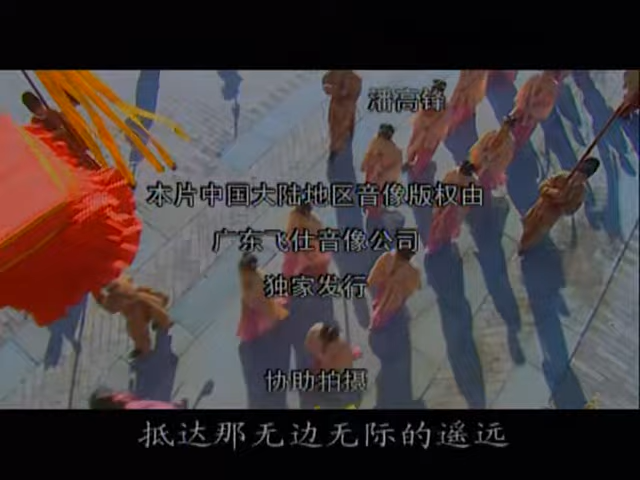 潘高锋
本片中国大陆地区音像版权由
广东飞仕音像公司
独家发行
协助拍摄
抵达那无边无际的遥远